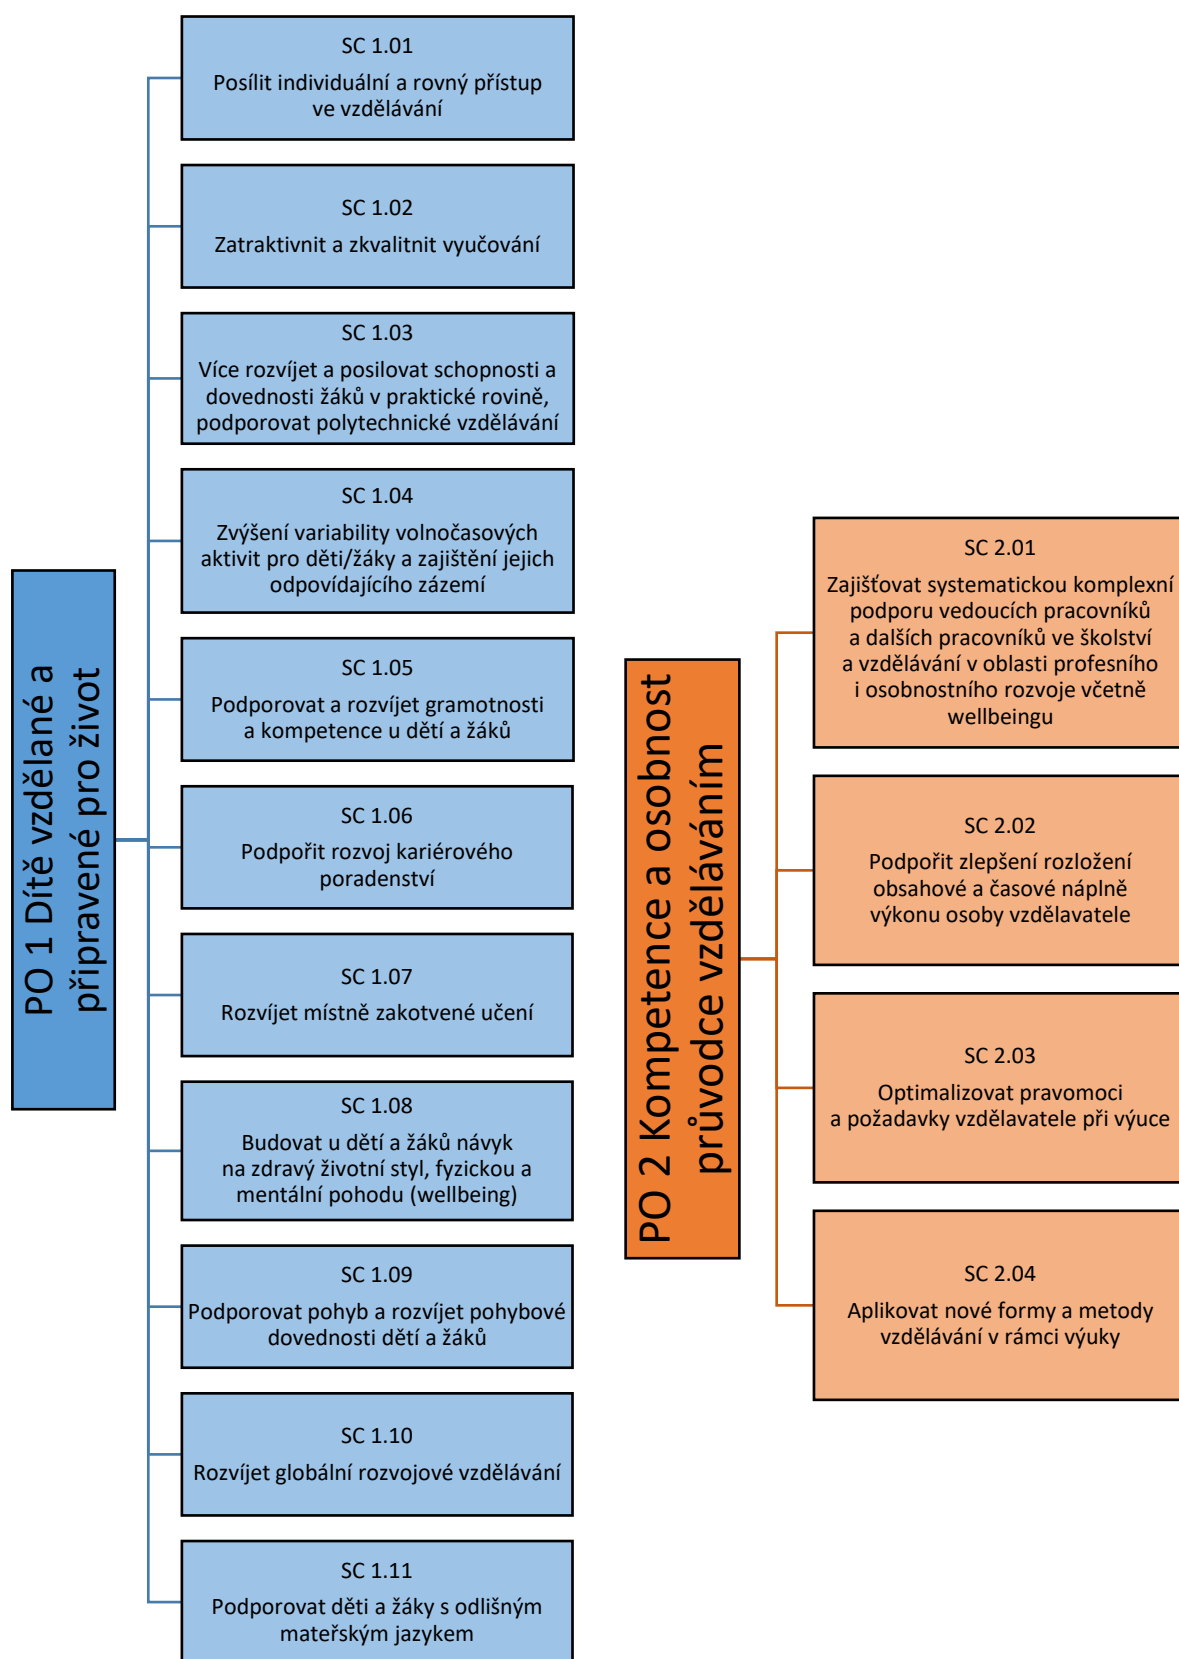 PO 1 Dítě vzdělané a
připravené pro život
SC 1.01
Posílit individuální a rovný přístup
ve vzdělávání
SC 1.02
Zatraktivnit a zkvalitnit vyučování
SC 1.03
Více rozvíjet a posilovat schopnosti a
dovednosti žáků v praktické rovině,
podporovat polytechnické vzdělávání
SC 1.04
Zvýšení variability volnočasových
aktivit pro děti/žáky a zajištění jejich
odpovídajícího zázemí
SC 1.05
Podporovat a rozvíjet gramotnosti
a kompetence u dětí a žáků
SC 1.06
Podpořit rozvoj kariérového
poradenství
SC 1.07
Rozvíjet místně zakotvené učení
SC 1.08
Budovat u dětí a žáků návyk
na zdravý životní styl, fyzickou a
mentální pohodu (wellbeing)
SC 1.09
Podporovat pohyb a rozvíjet pohybové
dovednosti dětí a žáků
SC 1.10
Rozvíjet globální rozvojové vzdělávání
SC 1.11
Podporovat děti a žáky s odlišným
mateřským jazykem
PO 2 Kompetence a osobnost
průvodce vzděláváním
SC 2.01
Zajišťovat systematickou komplexní
podporu vedoucích pracovníků
a dalších pracovníků ve školství
a vzdělávání v oblasti profesního
i osobnostního rozvoje včetně
wellbeingu
SC 2.02
Podpořit zlepšení rozložení
obsahové a časové náplně
výkonu osoby vzdělavatele
SC 2.03
Optimalizovat pravomoci
a požadavky vzdělavatele při výuce
SC 2.04
Aplikovat nové formy a metody
vzdělávání v rámci výuky